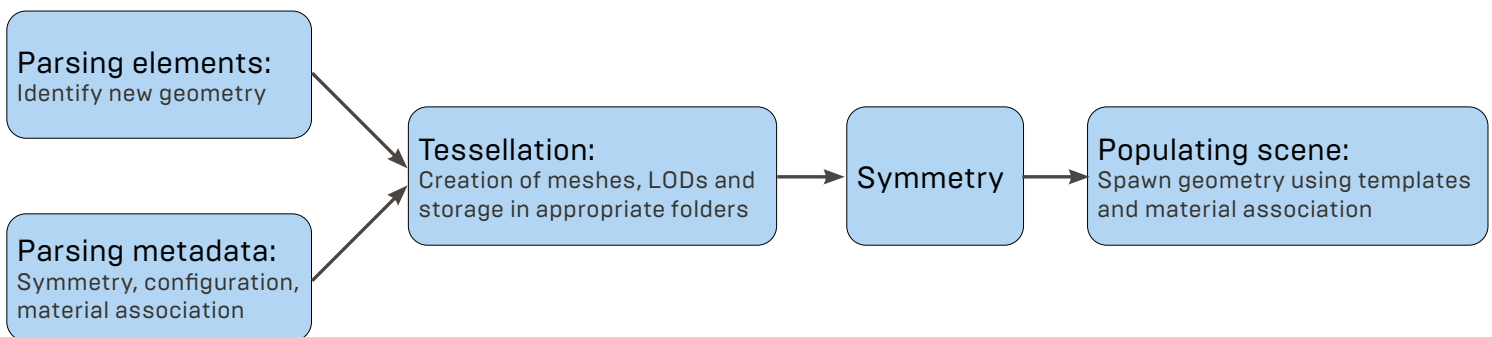 Parsing elements:
Identify new geometry
Parsing metadata:
Symmetry, configuration,
material association
Tessellation:
Creation of meshes, LODs and
storage in appropriate folders
Symmetry
Populating scene:
Spawn geometry using templates
and material association